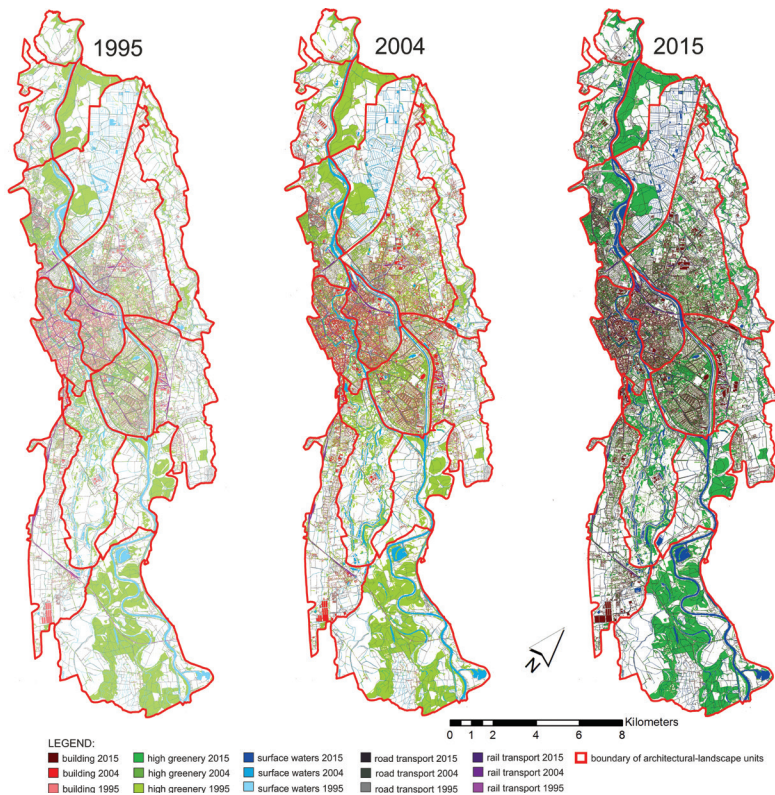 1995
2004
2015
N
Kilometers
0 1 2 4 6 8
LEGEND:
building 2015 high greenery 2015 surface waters 2015 road transport 2015 rail transport 2015 boundary of architectural-landscape units
building 2004 high greenery 2004 surface waters 2004 road transport 2004 rail transport 2004
building 1995 high greenery 1995 surface waters 1995 road transport 1995 rail transport 1995